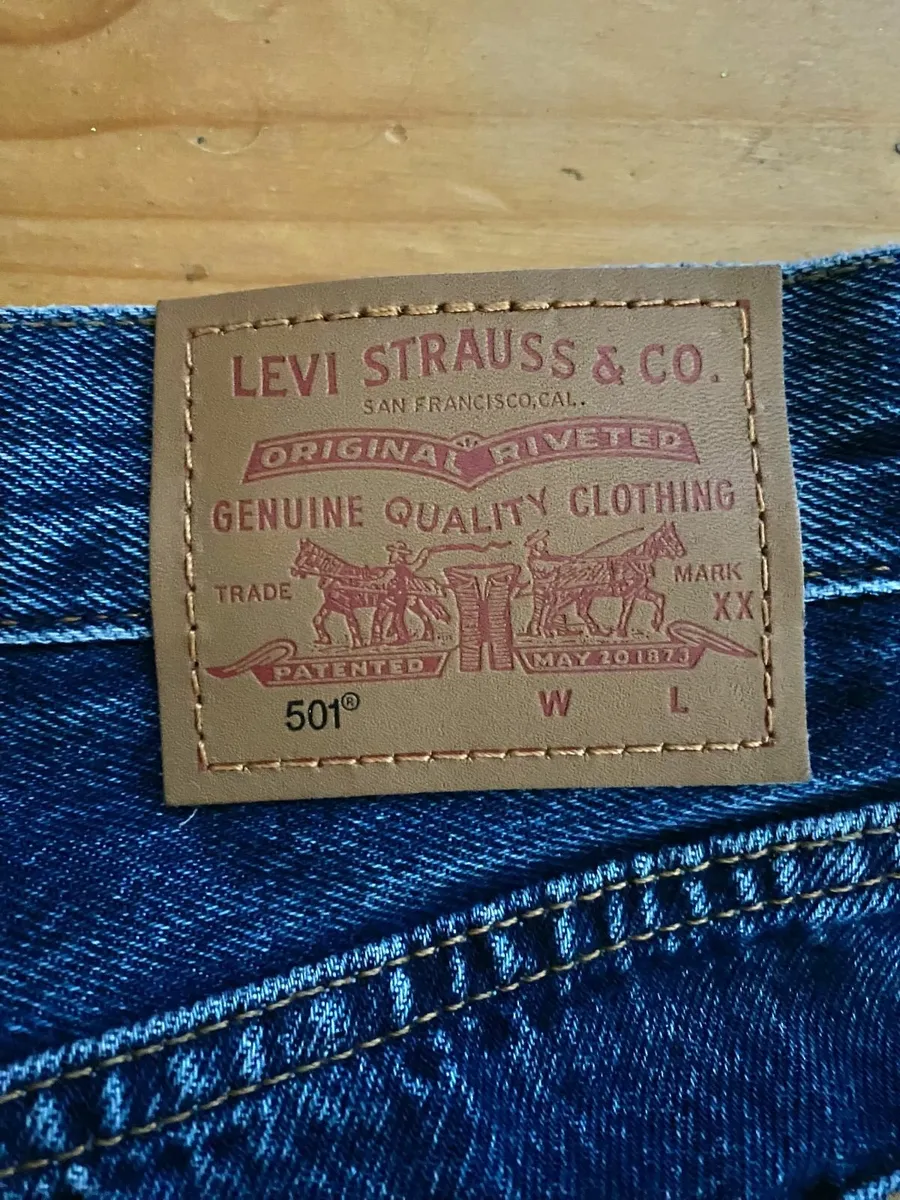 LEVI STRAUSS & CO.
SAN FRANCISCO, CAL.
ORIGINAL RIVETED
GENUINE QUALITY CLOTHING
TRADE MARK
XX
PATENTED MAY 20 1873
501® W L